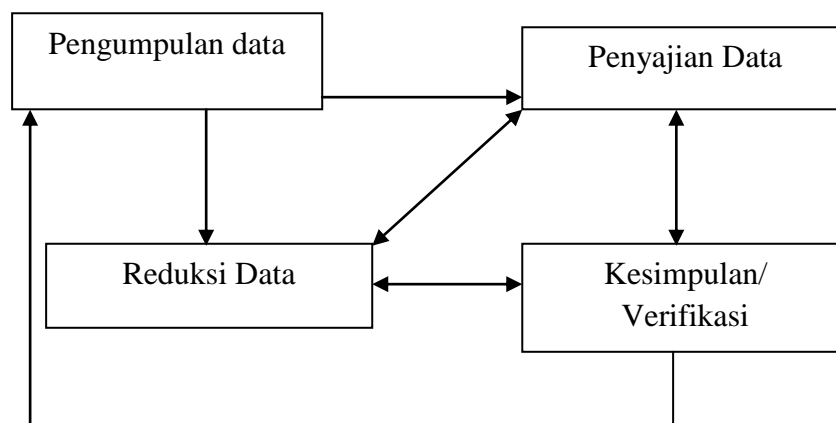 Pengumpulan data
Penyajian Data
Reduksi Data
Kesimpulan/
Verifikasi